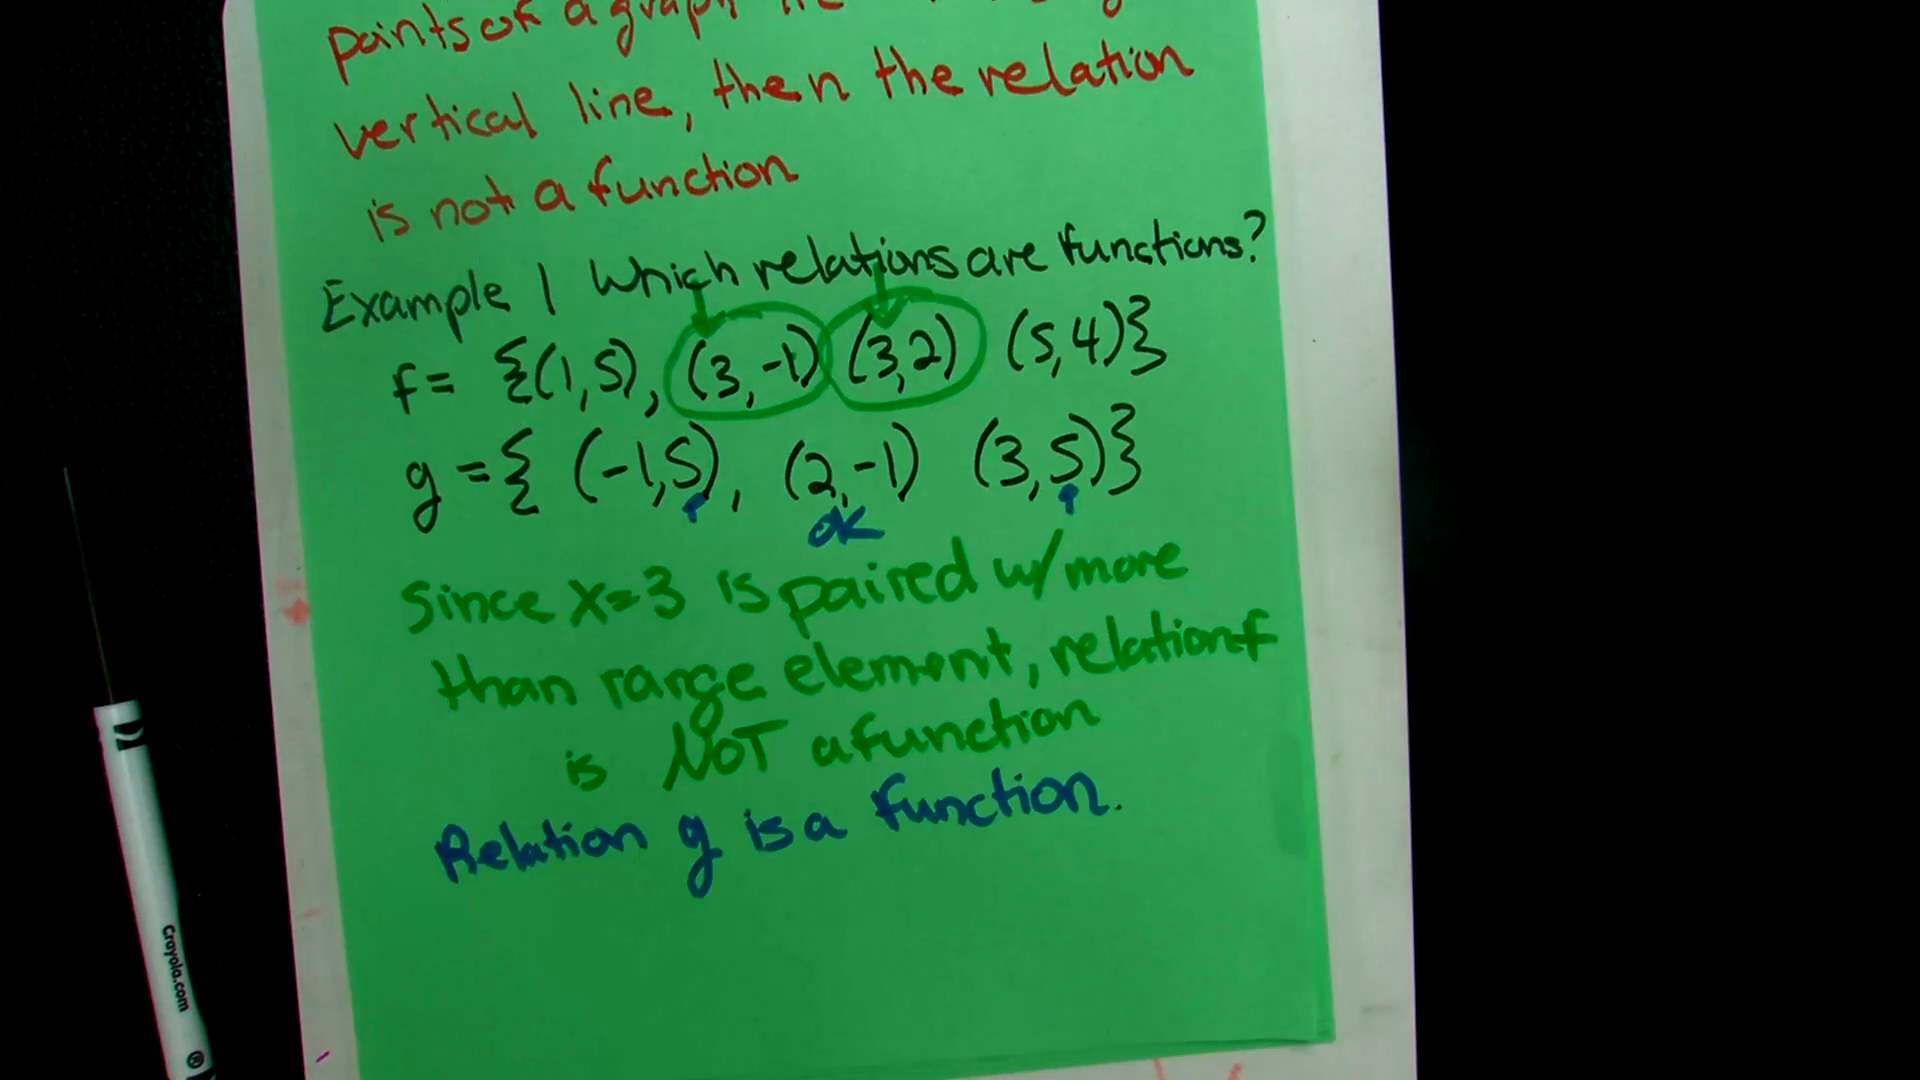 points of a graph
vertical line, then the relation
is not a function
Example 1 Which relations are functions?
f = {(1,5), (3,-1) (3,2) (5,4)}
g = { (-1,5), (2,-1) (3,5)}
ok
Since x=3 is paired w/ more
than range element, relation f
is NOT a function
Relation g is a function.
Crayola.com
®